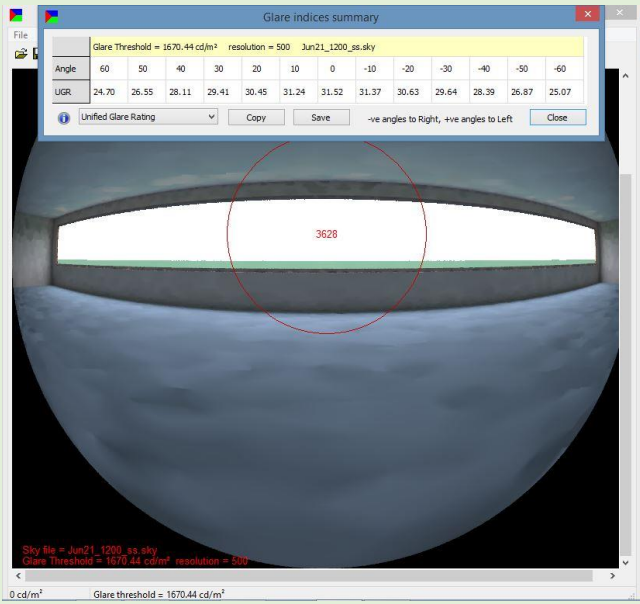 Glare indices summary
File
Glare Threshold = 1670.44 cd/m² resolution = 500 Jun21_1200_ss.sky
Angle 60 50 40 30 20 10 0 -10 -20 -30 -40 -50 -60
UGR 24.70 26.55 28.11 29.41 30.45 31.24 31.52 31.37 30.63 29.64 28.39 26.87 25.07
Unified Glare Rating Copy Save -ve angles to Right, +ve angles to Left Close
3628
Sky file = Jun21_1200_ss.sky
Glare Threshold = 1670.44 cd/m² resolution = 500
0 cd/m² Glare threshold = 1670.44 cd/m²